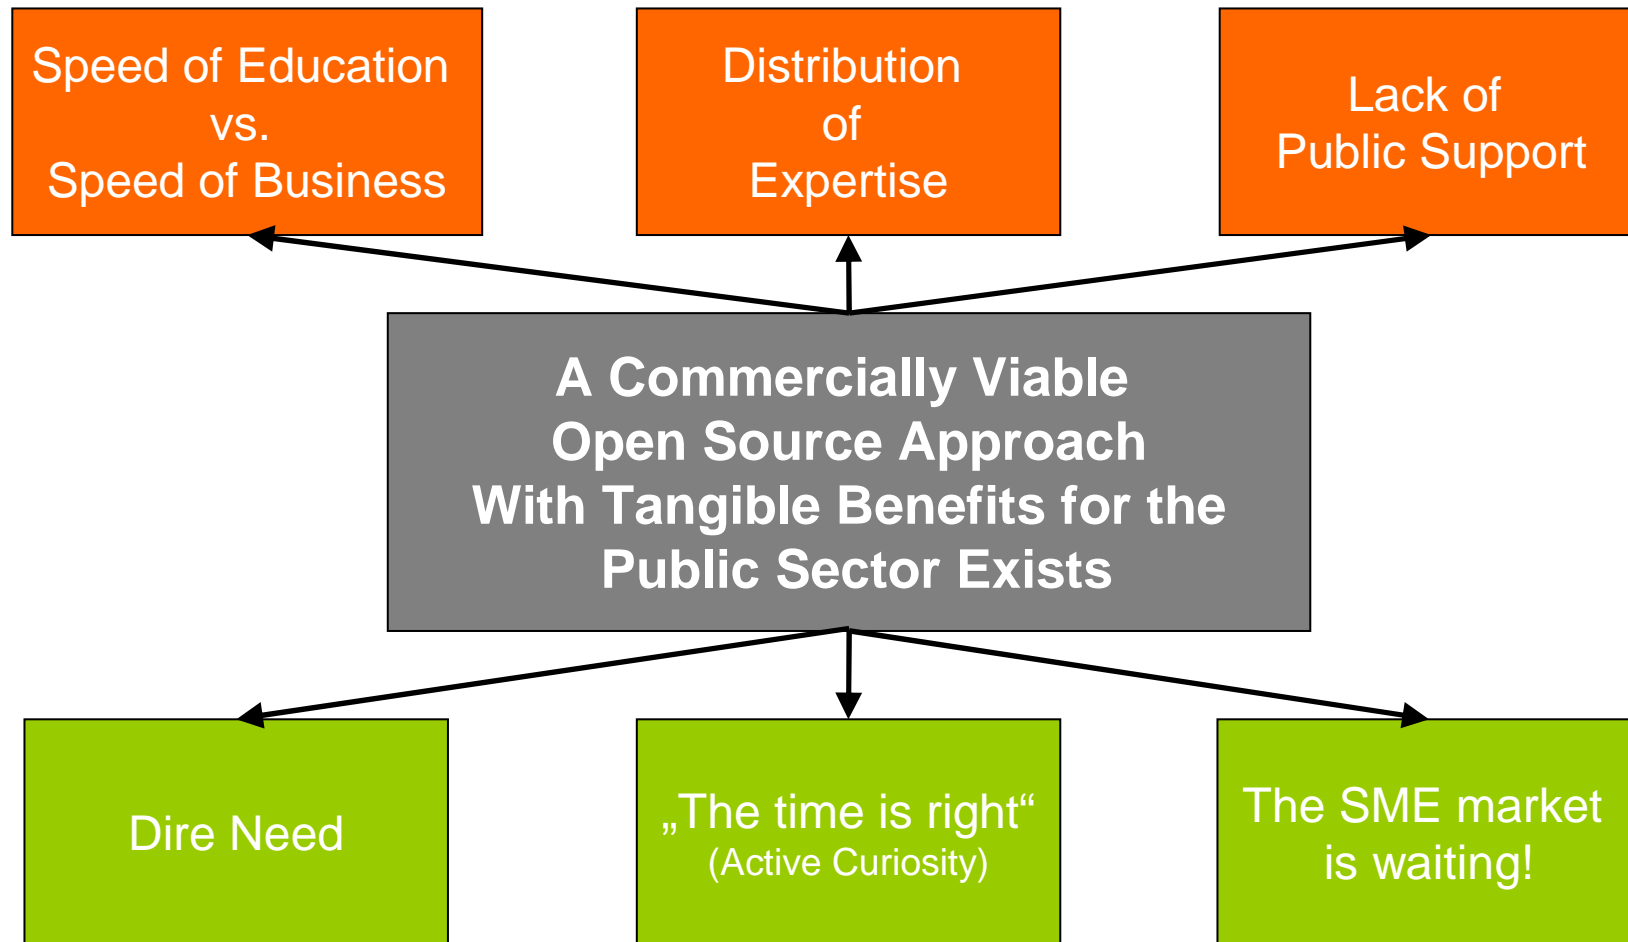 Speed of Education
vs.
Speed of Business
Distribution
of
Expertise
Lack of
Public Support
A Commercially Viable
Open Source Approach
With Tangible Benefits for the
Public Sector Exists
Dire Need
„The time is right“
(Active Curiosity)
The SME market
is waiting!